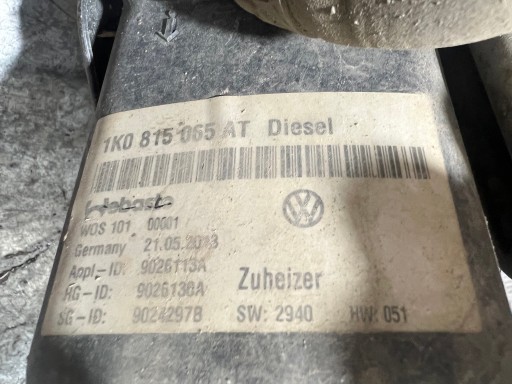 1K0 815 065 AT Diesel
Webasto
WOS 101 00001
Germany 21.05.2013
Appl-ID: 9026113A
HG-ID: 9026130A Zuheizer
SG-ID: 9024297B SW: 2940 HW: 051